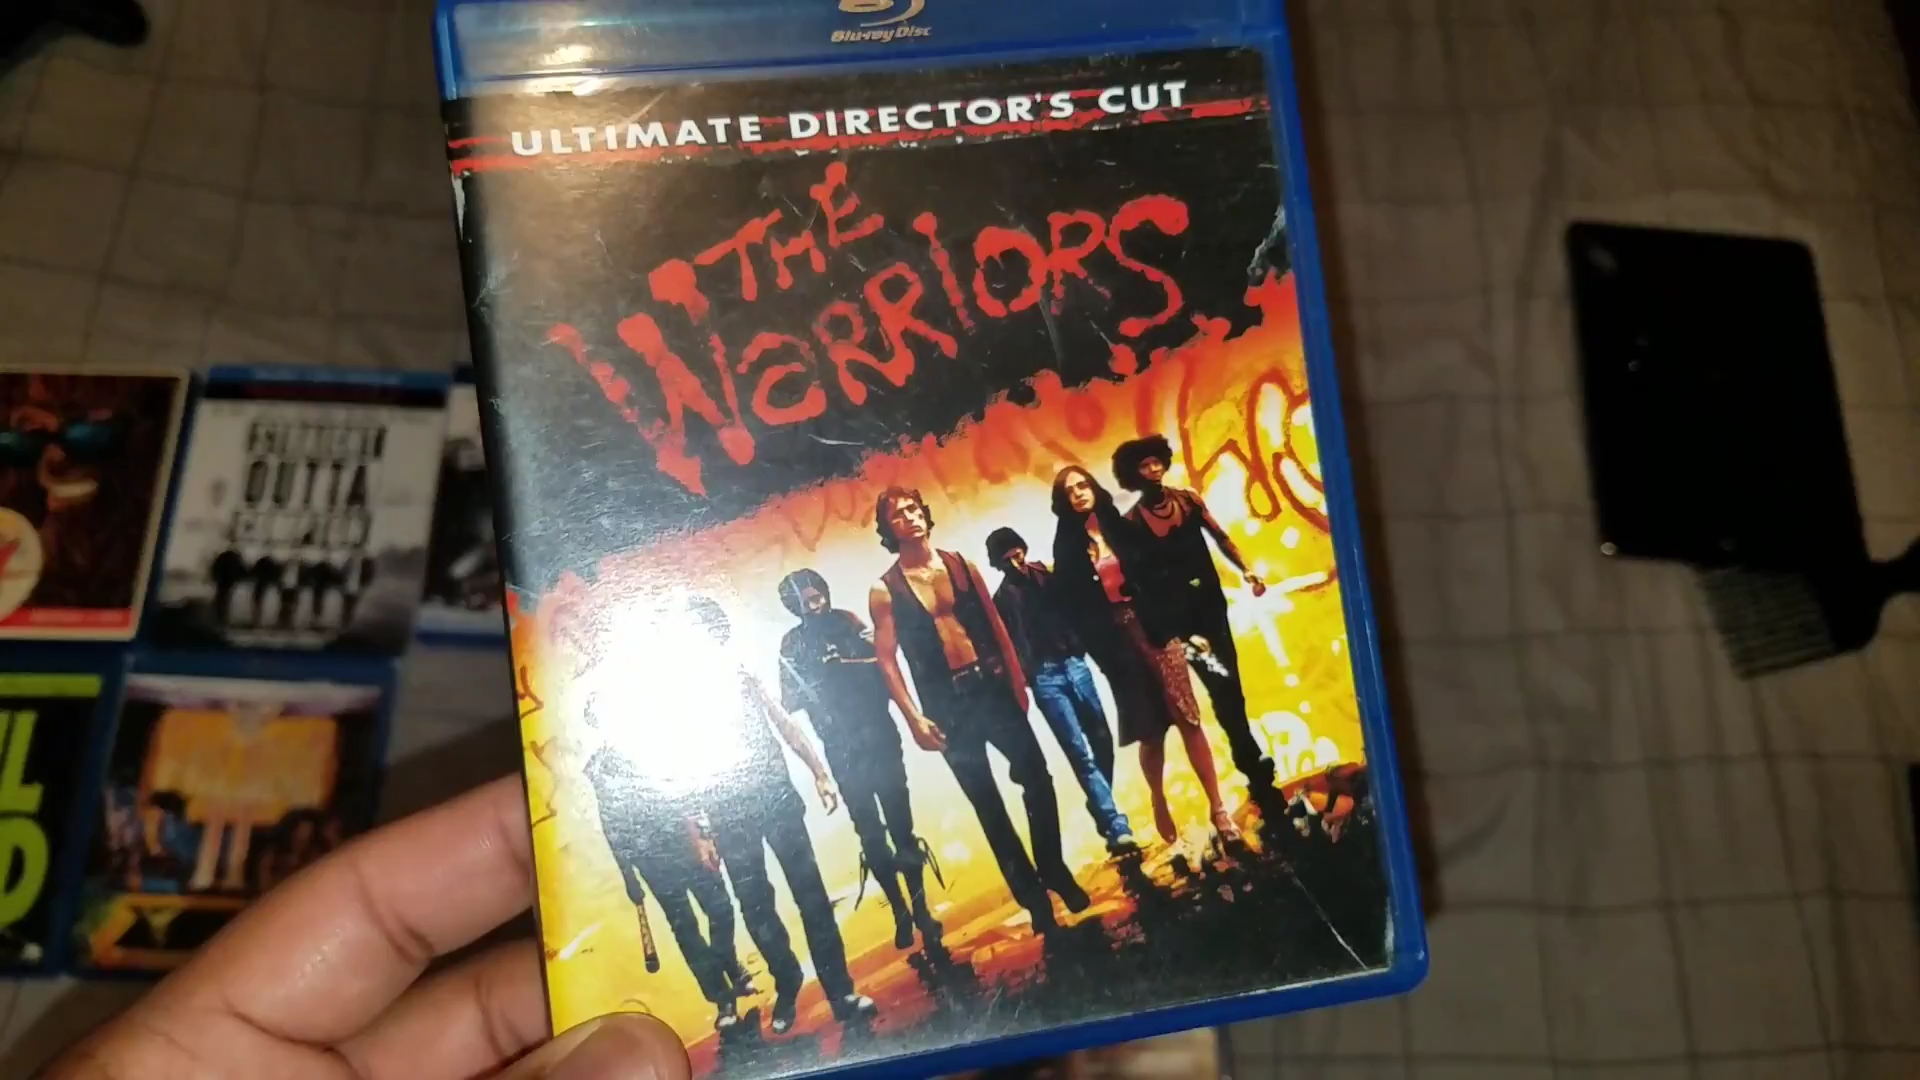 Blu-ray Disc
ULTIMATE DIRECTOR'S CUT
THE
WARRIORS
OUTTA